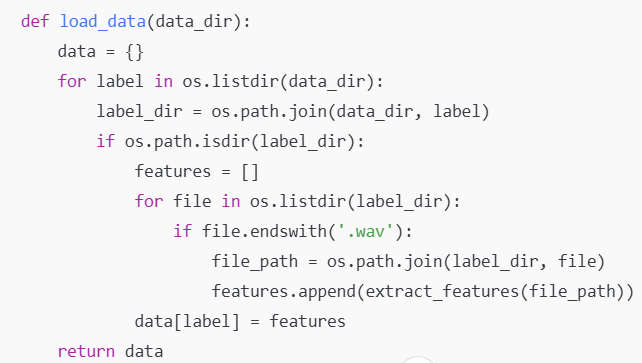 def load_data(data_dir):
    data = {}
    for label in os.listdir(data_dir):
        label_dir = os.path.join(data_dir, label)
        if os.path.isdir(label_dir):
            features = []
            for file in os.listdir(label_dir):
                if file.endswith('.wav'):
                    file_path = os.path.join(label_dir, file)
                    features.append(extract_features(file_path))
            data[label] = features
    return data